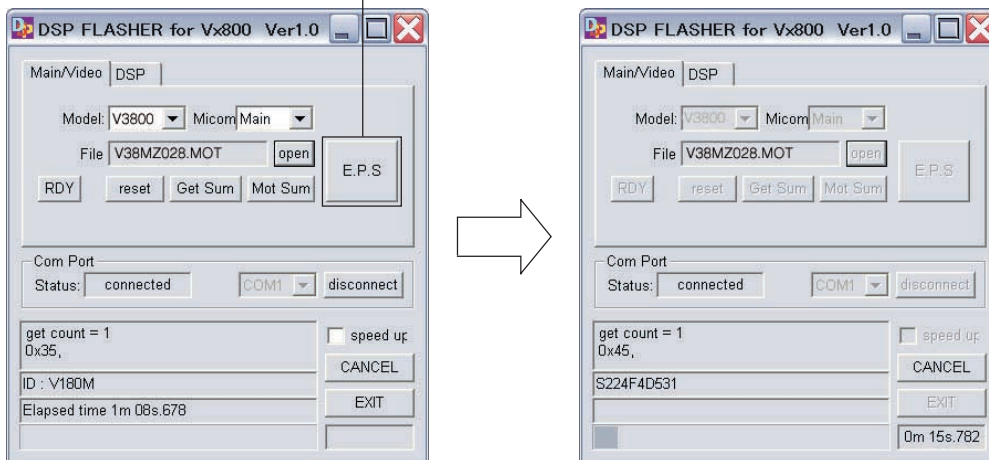 DSP FLASHER for Vx800 Ver1.0
Main/Video DSP
Model: V3800 Micom Main
File V38MZ028.MOT open
E.P.S
RDY reset Get Sum Mot Sum
Com Port
Status: connected COM1 disconnect
get count = 1
0x35,
speed up
CANCEL
ID : V180M
EXIT
Elapsed time 1m 08s.678
DSP FLASHER for Vx800 Ver1.0
Main/Video DSP
Model: V3800 Micom Main
File V38MZ028.MOT open
E.P.S
RDY reset Get Sum Mot Sum
Com Port
Status: connected COM1 disconnect
get count = 1
0x45,
speed up
CANCEL
S224F4D531
EXIT
0m 15s.782